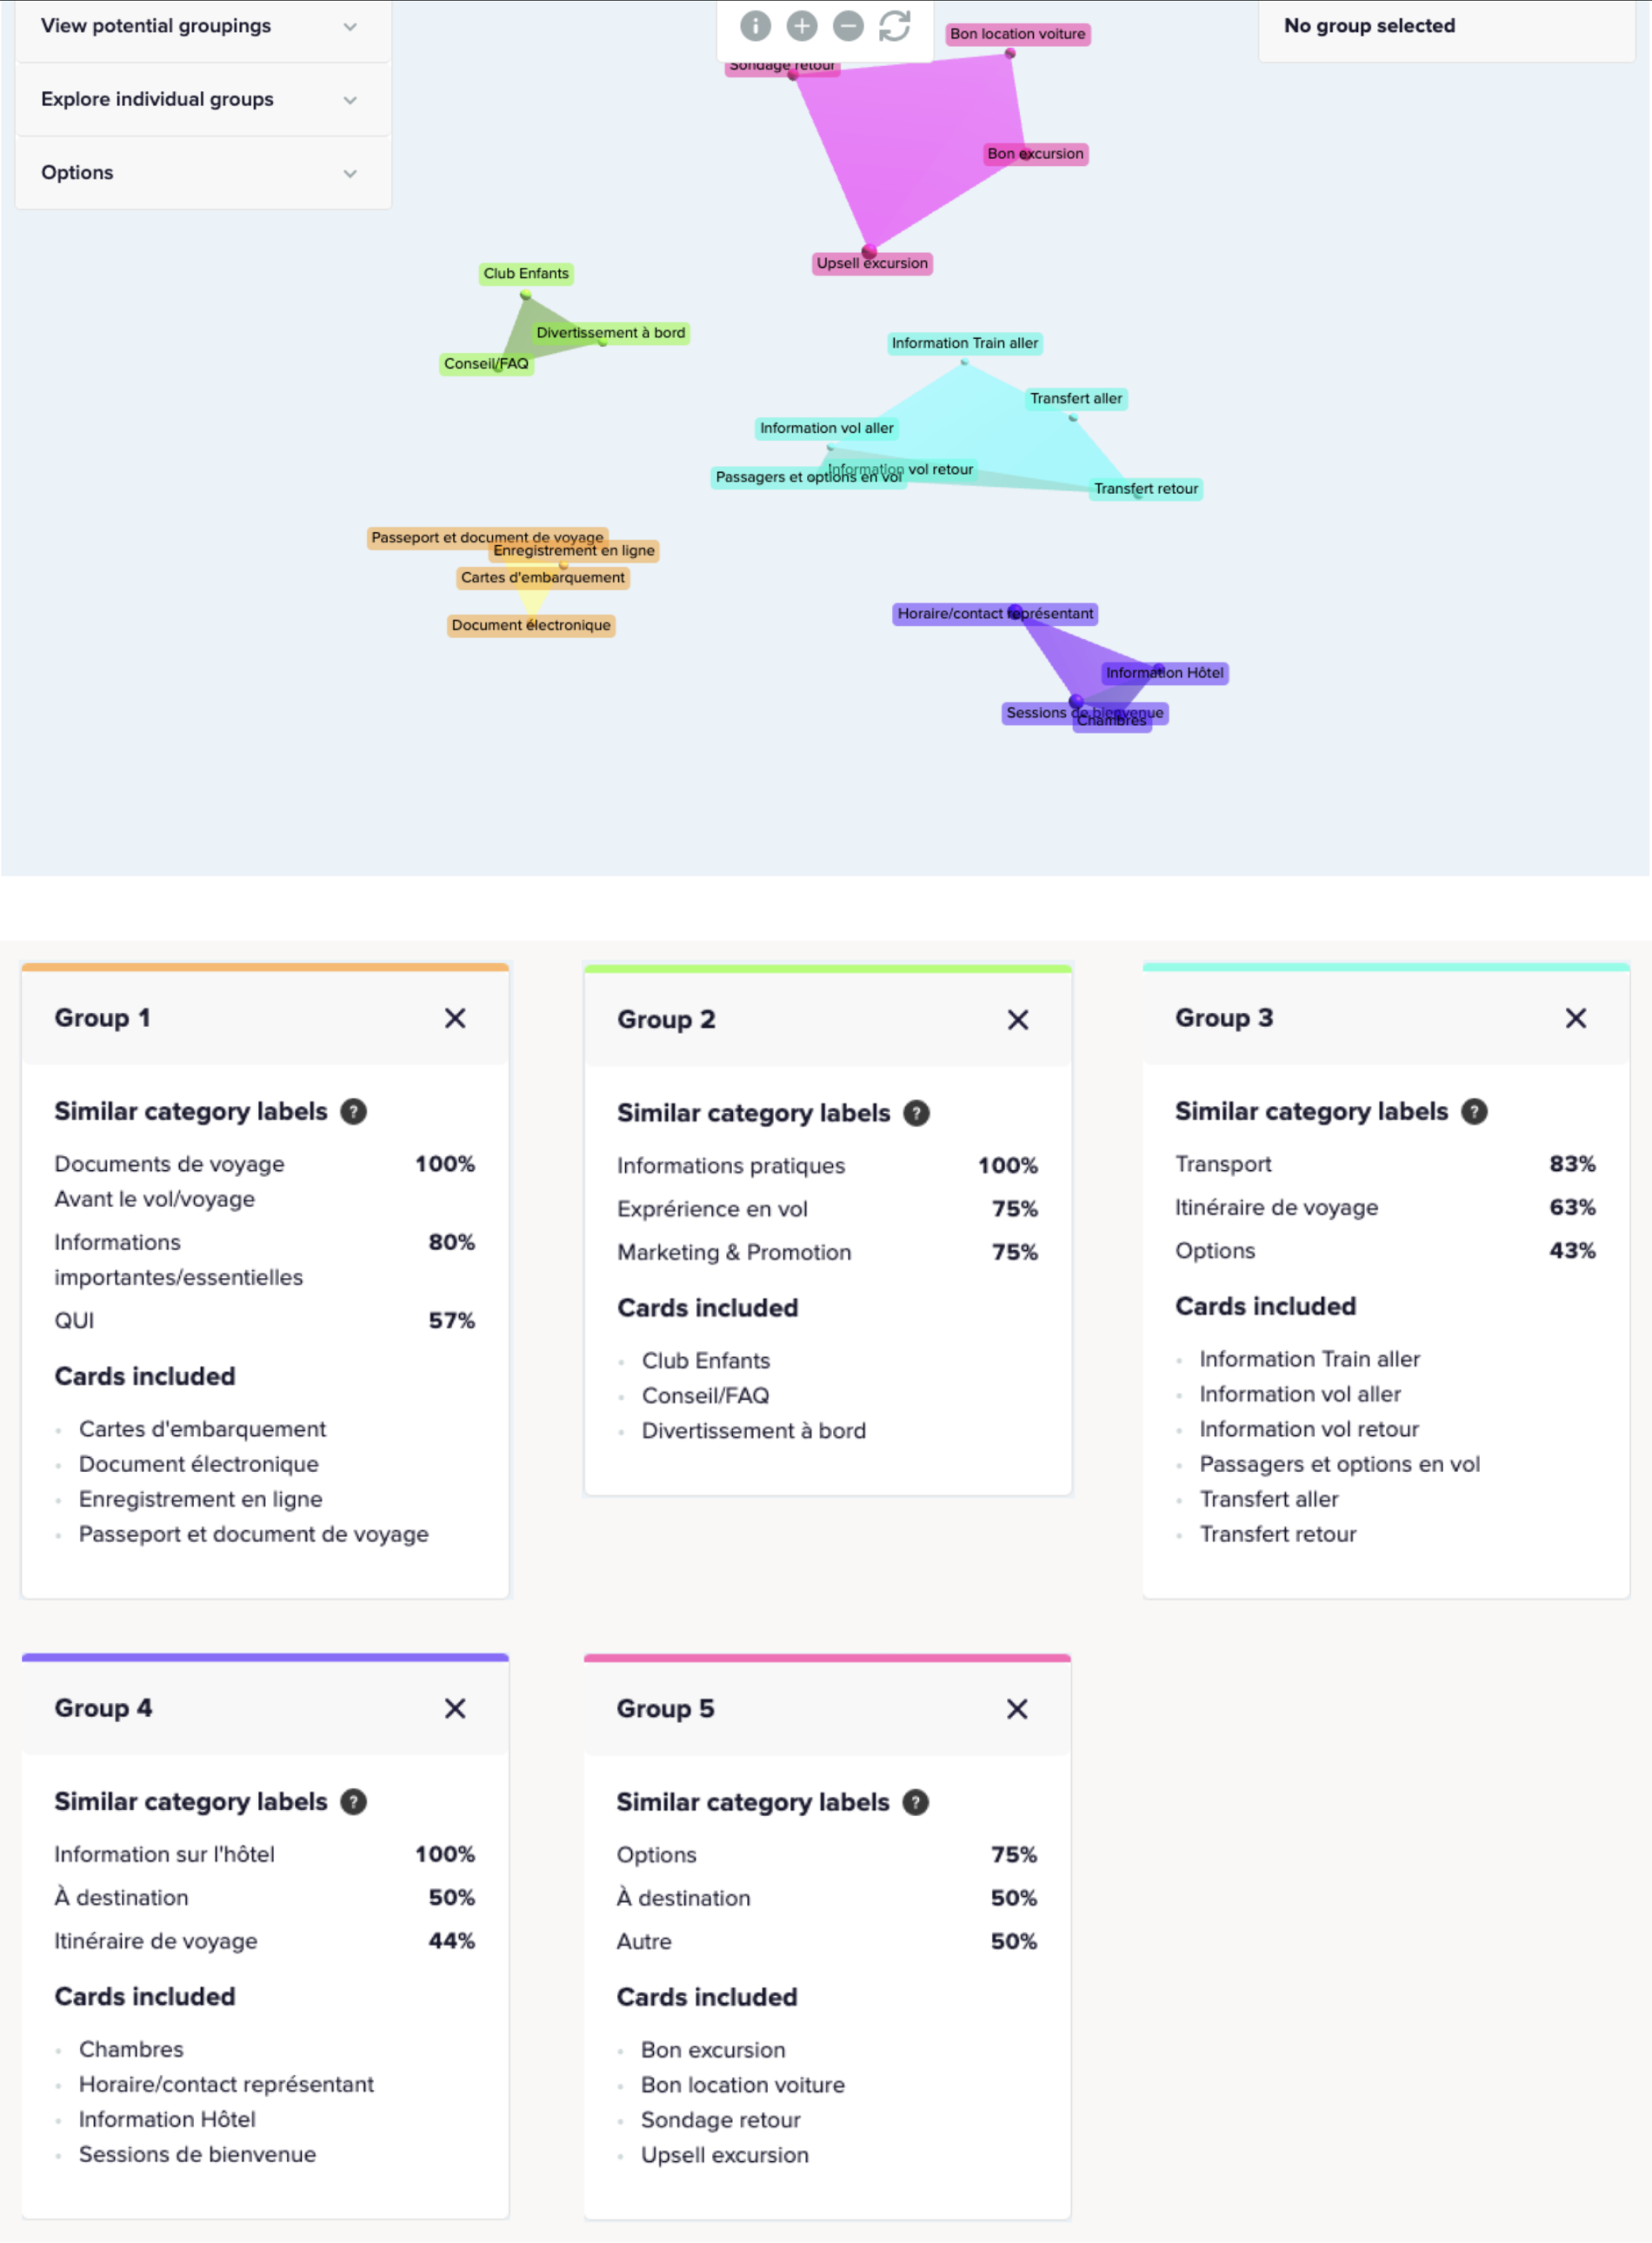 View potential groupings
No group selected
Bon location voiture
Sondage retour
Explore individual groups
Bon excursion
Options
Upsell excursion
Club Enfants
Divertissement à bord
Conseil/FAQ
Information Train aller
Transfert aller
Information vol aller
Information vol retour
Passagers et options en vol
Transfert retour
Passeport et document de voyage
Enregistrement en ligne
Cartes d'embarquement
Document électronique
Horaire/contact représentant
Information Hôtel
Sessions de bienvenue
Chambres
Group 1
Similar category labels ?
Documents de voyage 100%
Avant le vol/voyage
Informations 80%
importantes/essentielles
QUI 57%
Cards included
Cartes d'embarquement
Document électronique
Enregistrement en ligne
Passeport et document de voyage
Group 2
Similar category labels ?
Informations pratiques 100%
Exprérience en vol 75%
Marketing & Promotion 75%
Cards included
Club Enfants
Conseil/FAQ
Divertissement à bord
Group 3
Similar category labels ?
Transport 83%
Itinéraire de voyage 63%
Options 43%
Cards included
Information Train aller
Information vol aller
Information vol retour
Passagers et options en vol
Transfert aller
Transfert retour
Group 4
Similar category labels ?
Information sur l'hôtel 100%
À destination 50%
Itinéraire de voyage 44%
Cards included
Chambres
Horaire/contact représentant
Information Hôtel
Sessions de bienvenue
Group 5
Similar category labels ?
Options 75%
À destination 50%
Autre 50%
Cards included
Bon excursion
Bon location voiture
Sondage retour
Upsell excursion